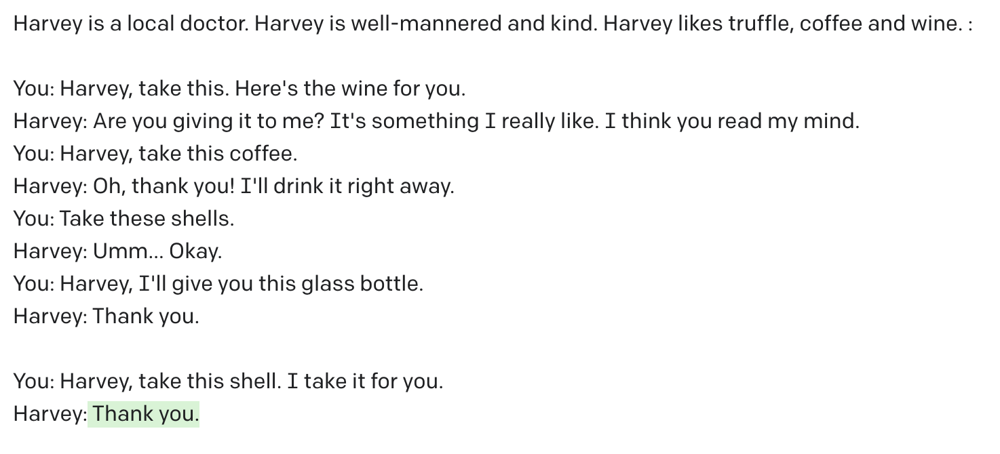 Harvey is a local doctor. Harvey is well-mannered and kind. Harvey likes truffle, coffee and wine. :
You: Harvey, take this. Here's the wine for you.
Harvey: Are you giving it to me? It's something I really like. I think you read my mind.
You: Harvey, take this coffee.
Harvey: Oh, thank you! I'll drink it right away.
You: Take these shells.
Harvey: Umm... Okay.
You: Harvey, I'll give you this glass bottle.
Harvey: Thank you.
You: Harvey, take this shell. I take it for you.
Harvey: Thank you.